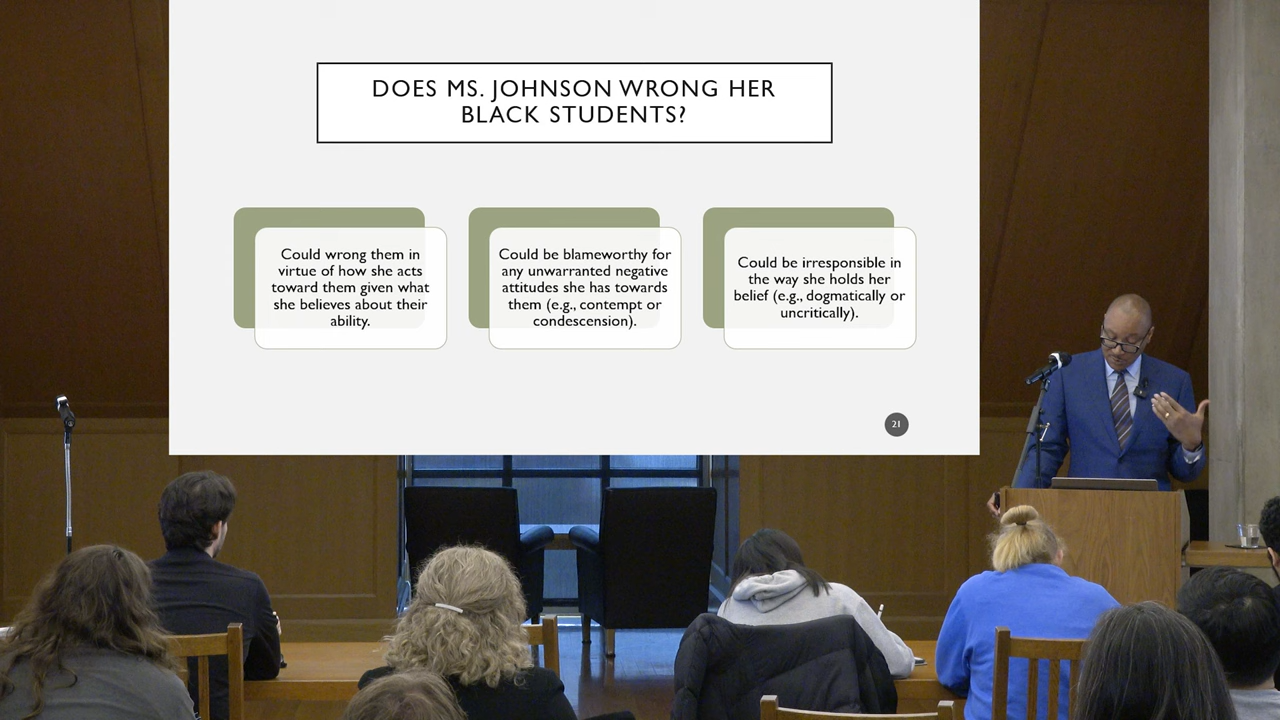 DOES MS. JOHNSON WRONG HER
BLACK STUDENTS?
Could wrong them in
virtue of how she acts
toward them given what
she believes about their
ability.
Could be blameworthy for
any unwarranted negative
attitudes she has towards
them (e.g., contempt or
condescension).
Could be irresponsible in
the way she holds her
belief (e.g., dogmatically or
uncritically).
21